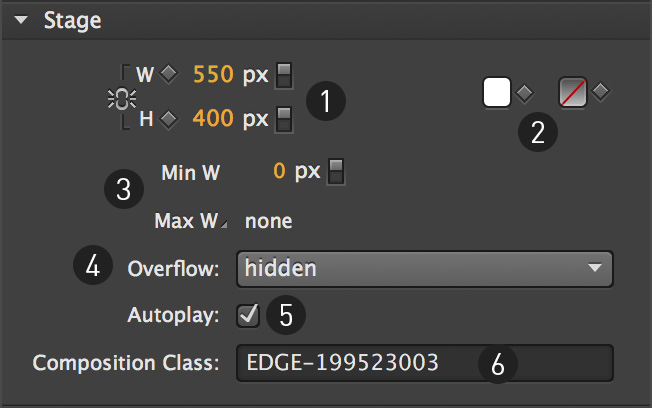 Stage
W 550 px
1
H 400 px
2
3
Min W 0 px
Max W none
4 Overflow: hidden
Autoplay: 5
Composition Class: EDGE-199523003 6